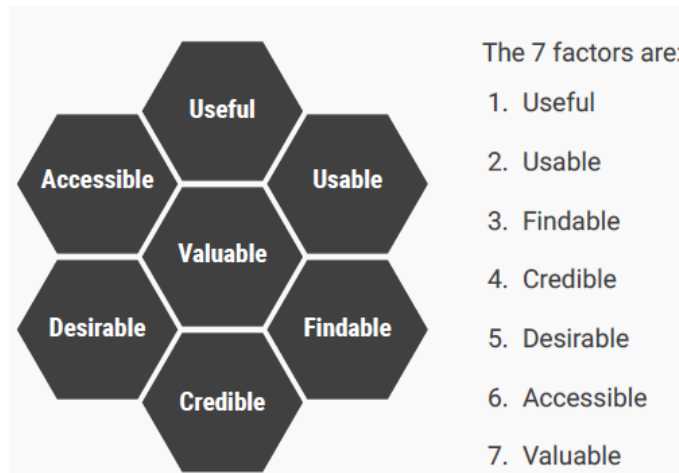 Useful
Accessible
Usable
Valuable
Desirable
Findable
Credible
The 7 factors are:
1. Useful
2. Usable
3. Findable
4. Credible
5. Desirable
6. Accessible
7. Valuable